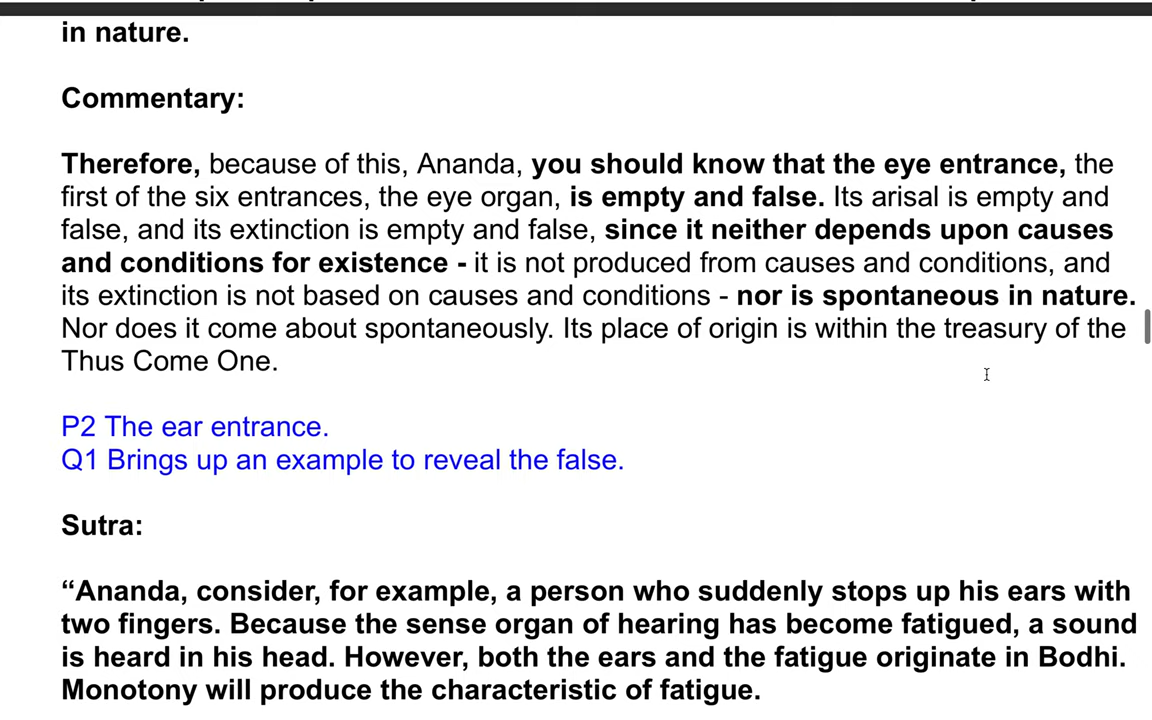 in nature.
Commentary:
Therefore, because of this, Ananda, you should know that the eye entrance, the
first of the six entrances, the eye organ, is empty and false. Its arisal is empty and
false, and its extinction is empty and false, since it neither depends upon causes
and conditions for existence - it is not produced from causes and conditions, and
its extinction is not based on causes and conditions - nor is spontaneous in nature.
Nor does it come about spontaneously. Its place of origin is within the treasury of the
Thus Come One.
P2 The ear entrance.
Q1 Brings up an example to reveal the false.
Sutra:
“Ananda, consider, for example, a person who suddenly stops up his ears with
two fingers. Because the sense organ of hearing has become fatigued, a sound
is heard in his head. However, both the ears and the fatigue originate in Bodhi.
Monotony will produce the characteristic of fatigue.